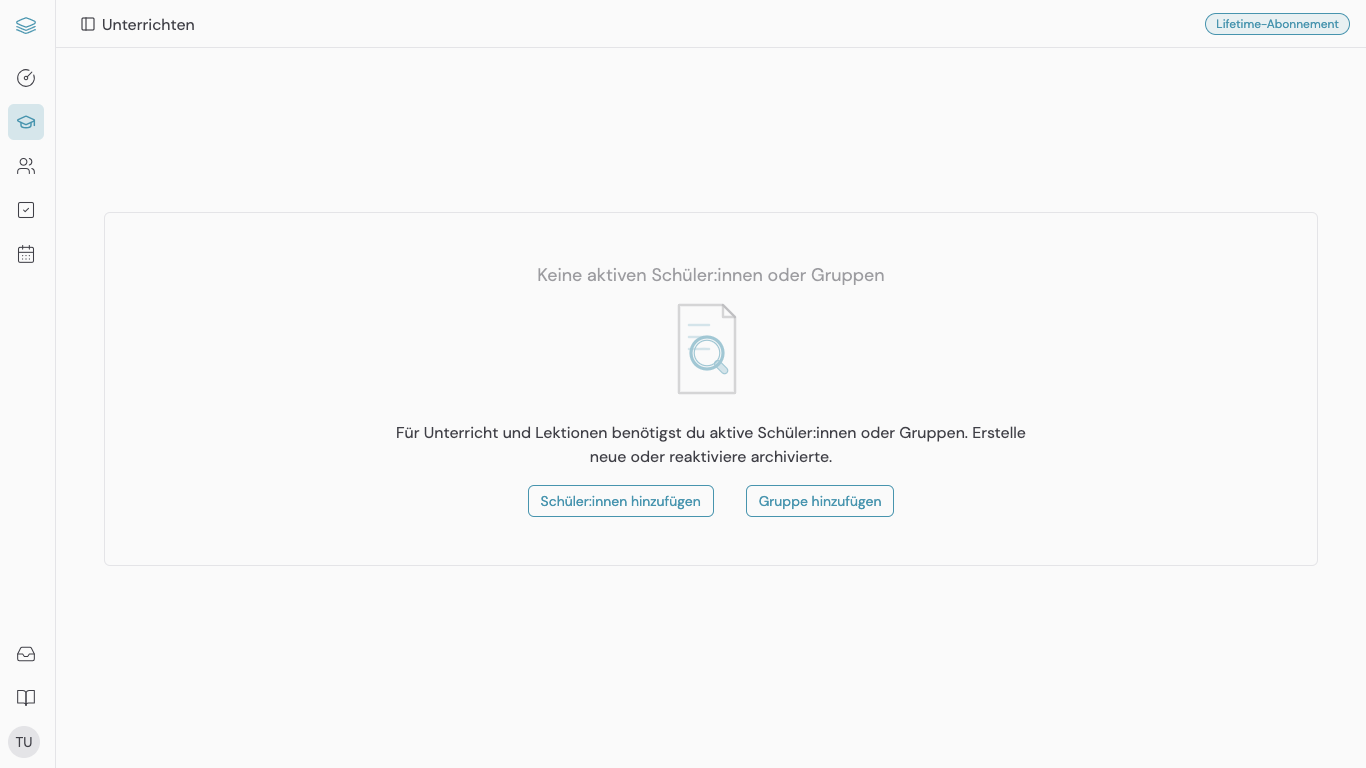 Unterrichten
Lifetime-Abonnement
Keine aktiven Schüler:innen oder Gruppen
Für Unterricht und Lektionen benötigst du aktive Schüler:innen oder Gruppen. Erstelle
neue oder reaktiviere archivierte.
Schüler:innen hinzufügen
Gruppe hinzufügen
TU